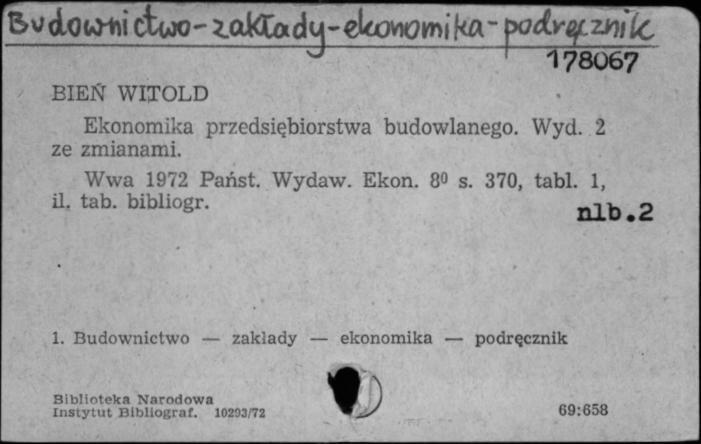 Budownictwo-zakłady-ekonomika-podręcznik
178067
BIEŃ WITOLD
Ekonomika przedsiębiorstwa budowlanego. Wyd. 2
ze zmianami.
Wwa 1972 Państ. Wydaw. Ekon. 8⁰ s. 370, tabl. 1,
il. tab. bibliogr.
nlb.2
1. Budownictwo — zakłady — ekonomika — podręcznik
Biblioteka Narodowa
Instytut Bibliograf. 10293/72
69:658